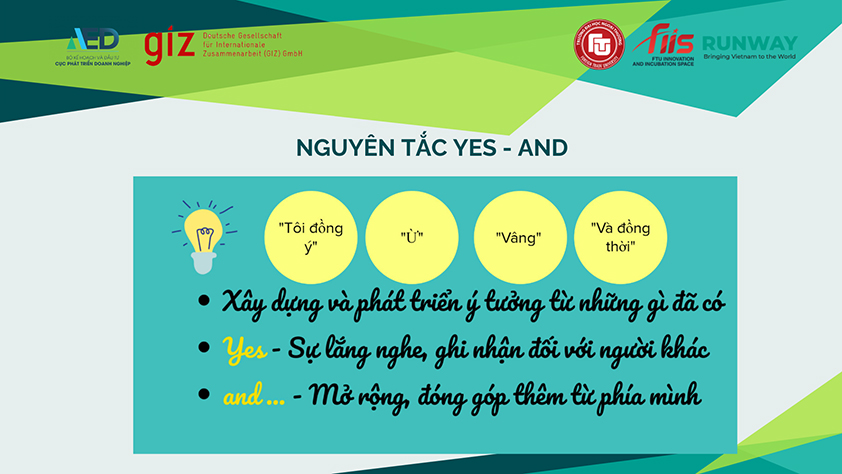 AED
BỘ KẾ HOẠCH VÀ ĐẦU TƯ
CỤC PHÁT TRIỂN DOANH NGHIỆP
giz
Deutsche Gesellschaft
für Internationale
Zusammenarbeit (GIZ) GmbH
TRƯỜNG ĐẠI HỌC NGOẠI THƯƠNG
FTU
FOREIGN TRADE UNIVERSITY
fiis
FTU INNOVATION
AND INCUBATION SPACE
RUNWAY
Bringing Vietnam to the World
NGUYÊN TẮC YES - AND
"Tôi đồng
ý"
"Ừ"
"Vâng"
"Và đồng
thời"
• Xây dựng và phát triển ý tưởng từ những gì đã có
• Yes - Sự lắng nghe, ghi nhận đối với người khác
• and ... - Mở rộng, đóng góp thêm từ phía mình